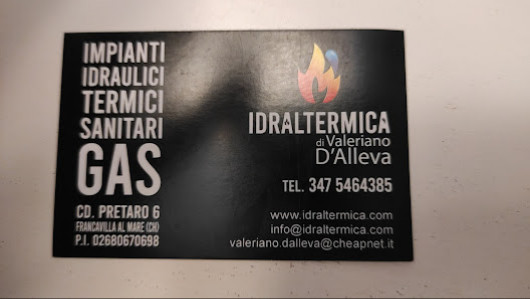 IMPIANTI
IDRAULICI
TERMICI
SANITARI
GAS
CD. PRETARO 6
FRANCAVILLA AL MARE (CH)
P.I. 02680670698
IDRALTERMICA
di Valeriano
D'Alleva
TEL. 347 5464385
www.idraltermica.com
info@idraltermica.com
valeriano.dalleva@cheapnet.it